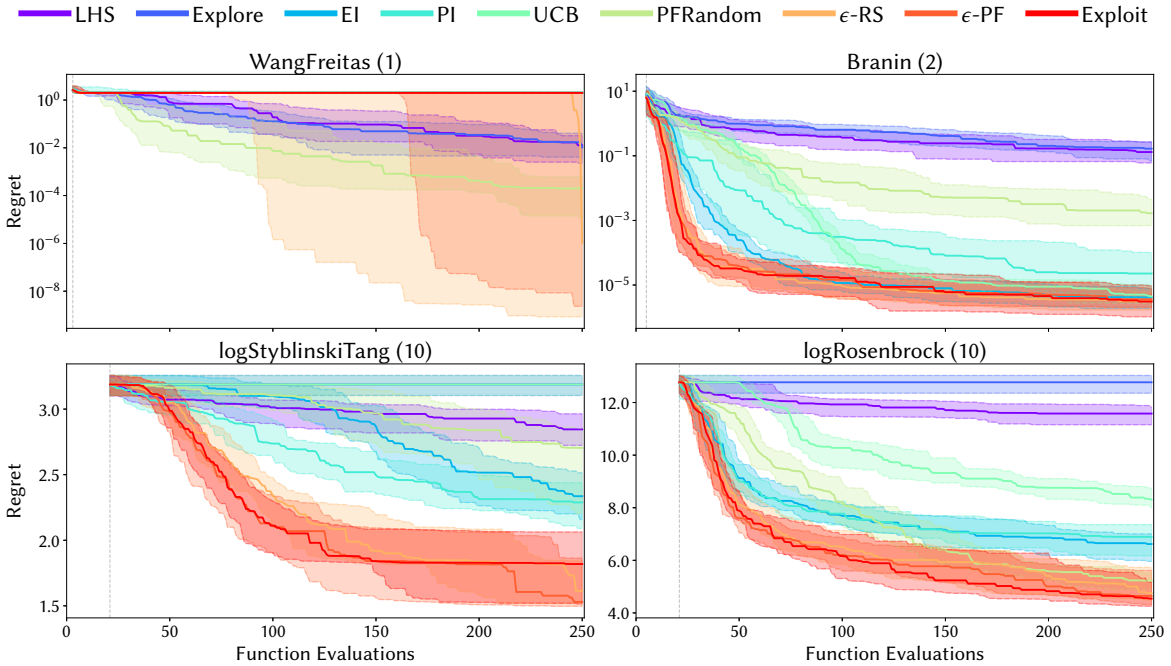 LHS Explore EI PI UCB PFRandom ϵ-RS ϵ-PF Exploit
WangFreitas (1)
Regret
10^0
10^−2
10^−4
10^−6
10^−8
Branin (2)
10^1
10^−1
10^−3
10^−5
logStyblinskiTang (10)
Regret
3.0
2.5
2.0
1.5
0 50 100 150 200 250
Function Evaluations
logRosenbrock (10)
12.0
10.0
8.0
6.0
4.0
0 50 100 150 200 250
Function Evaluations